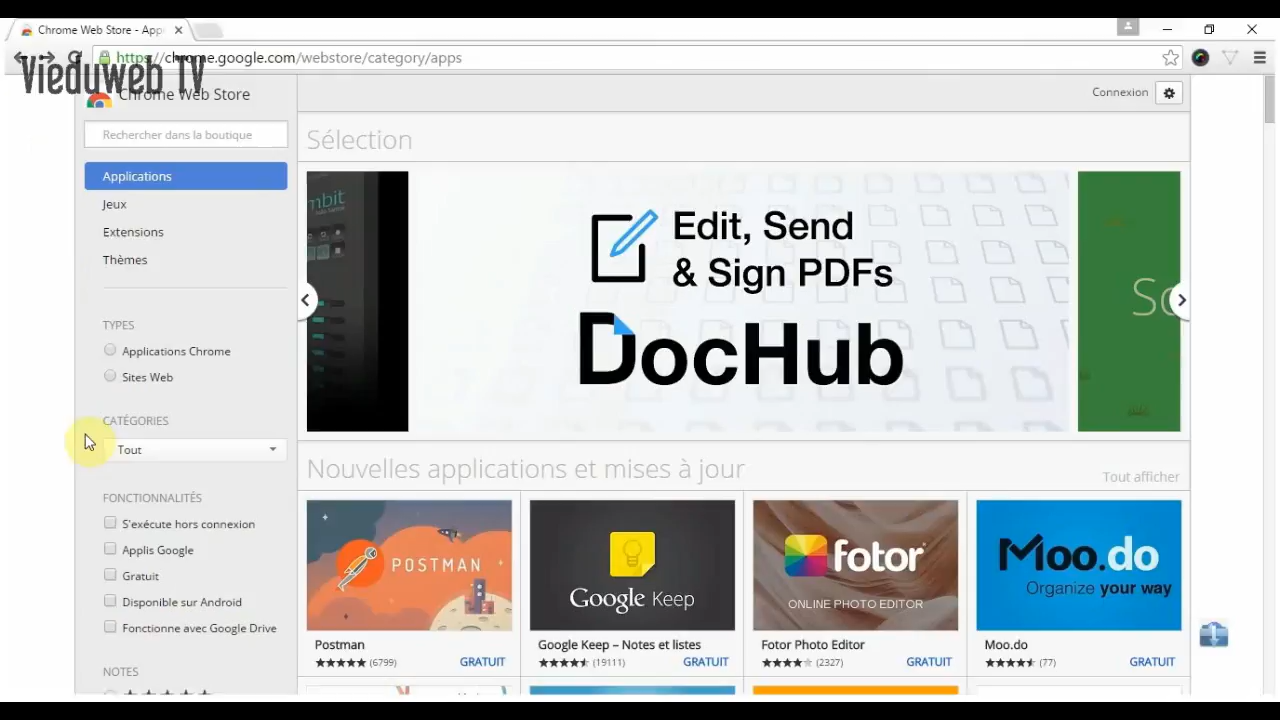 Chrome Web Store - App
https://chrome.google.com/webstore/category/apps
Vieduweb TV
Chrome Web Store
Connexion
Rechercher dans la boutique
Applications
Jeux
Extensions
Thèmes
TYPES
Applications Chrome
Sites Web
CATÉGORIES
Tout
FONCTIONNALITÉS
S'exécute hors connexion
Applis Google
Gratuit
Disponible sur Android
Fonctionne avec Google Drive
NOTES
Sélection
mbit
Edit, Send
& Sign PDFs
DocHub
Sc
Nouvelles applications et mises à jour
Tout afficher
POSTMAN
Postman
(6799)
GRATUIT
Google Keep
Google Keep – Notes et listes
(19111)
GRATUIT
fotor
ONLINE PHOTO EDITOR
Fotor Photo Editor
(2327)
GRATUIT
Moo.do
Organize your way
Moo.do
(77)
GRATUIT